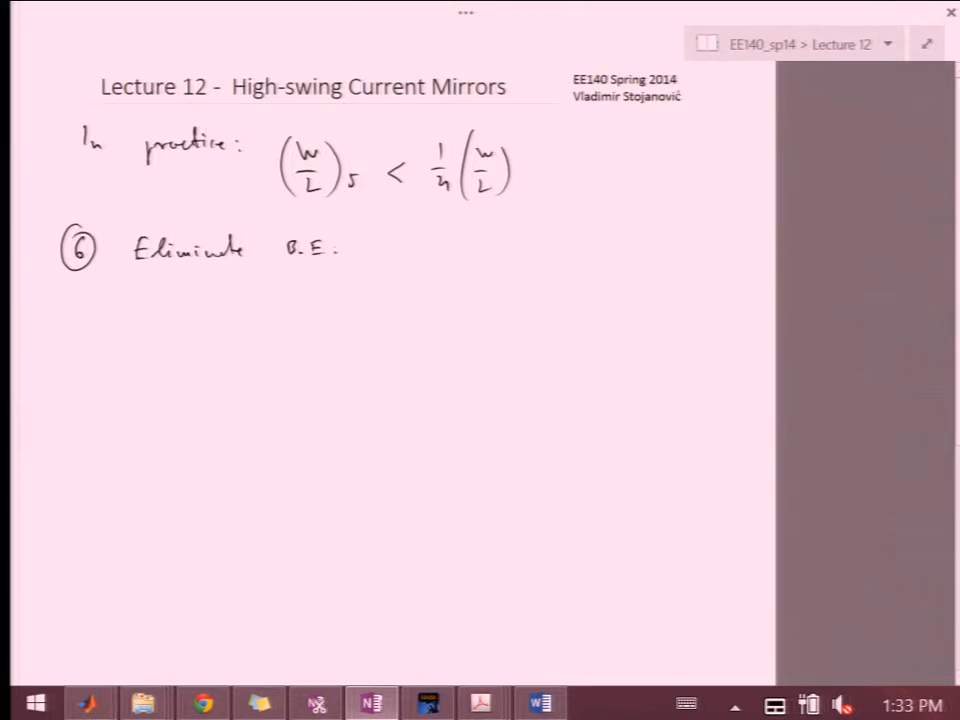 EE140_sp14 > Lecture 12
Lecture 12 - High-swing Current Mirrors
EE140 Spring 2014
Vladimir Stojanović
In practice: (W/L)5 < 1/4 (W/L)
⑥ Eliminate B.E.
1:33 PM